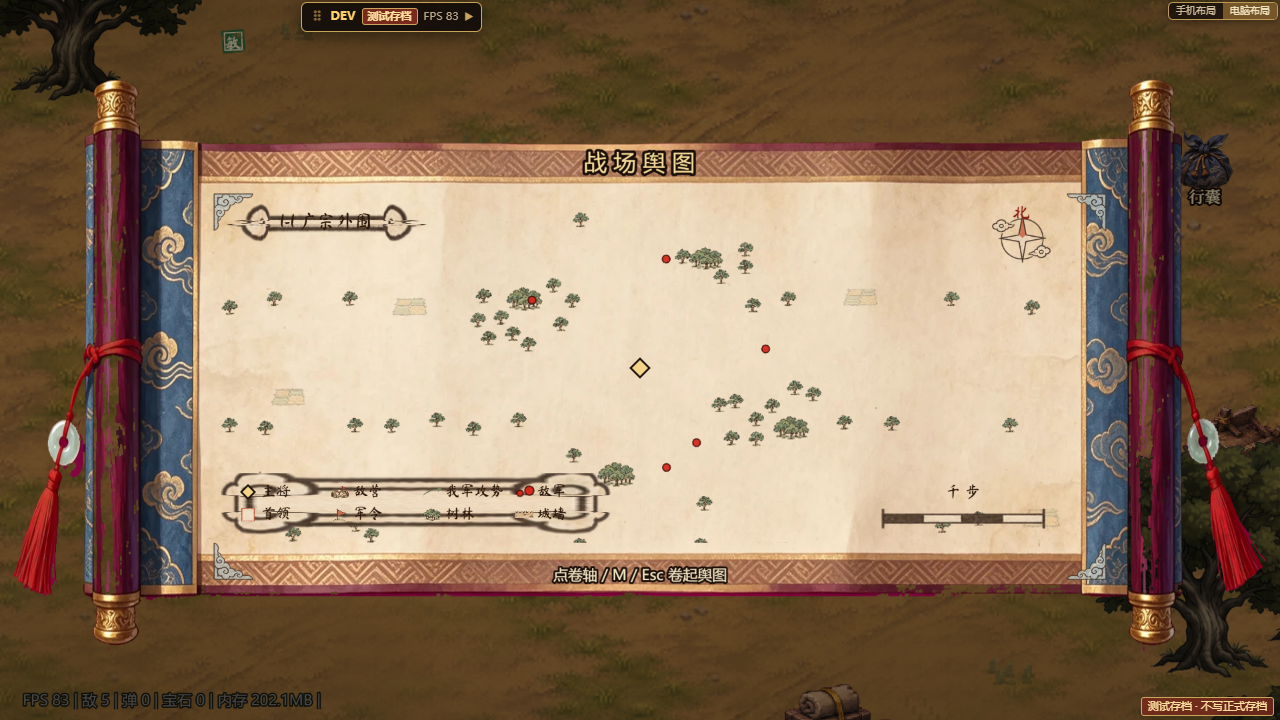 DEV 测试存档 FPS 83 ▶
手机布局 电脑布局
敌
战场舆图
行囊
1-1 广宗外围
北
主将 敌营 我军攻势 敌军
首领 军令 树林 城墙
千步
点卷轴 / M / Esc 卷起舆图
FPS 83 | 敌 5 | 弹 0 | 宝石 0 | 内存 202.1MB |
测试存档 · 不写正式存档